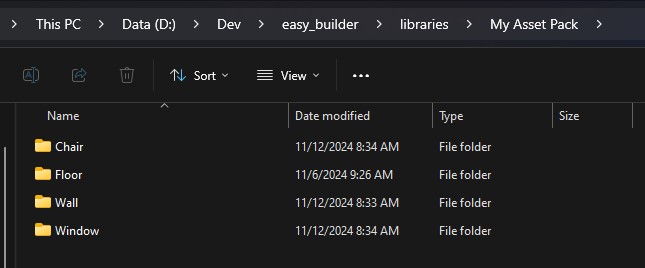 This PC > Data (D:) > Dev > easy_builder > libraries > My Asset Pack >
Sort View ...
Name Date modified Type Size
Chair 11/12/2024 8:34 AM File folder
Floor 11/6/2024 9:26 AM File folder
Wall 11/12/2024 8:33 AM File folder
Window 11/12/2024 8:34 AM File folder